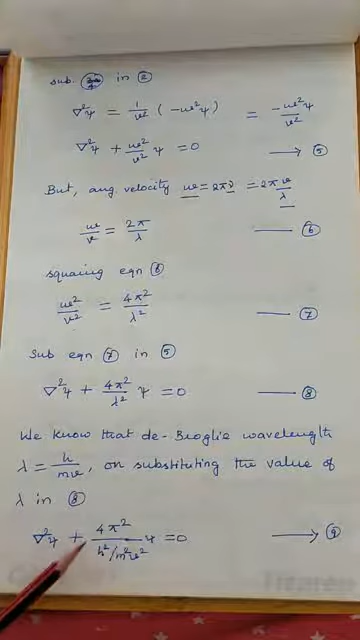 sub. in ②
∇²ψ = 1/v² (-ω²ψ) = -ω²ψ/v²
∇²ψ + ω²/v² ψ = 0 → ⑤
But, ang. velocity ω = 2πν = 2π v/λ
ω/v = 2π/λ — ⑥
squaing eqn ⑥
ω²/v² = 4π²/λ² — ⑦
Sub eqn ⑦ in ⑤
∇²ψ + 4π²/λ² ψ = 0 — ⑧
We know that de-Broglie wavelength
λ = h/mv, on substituting the value of
λ in ⑧
∇²ψ + 4π²/h²/m²v² ψ = 0 → ⑨